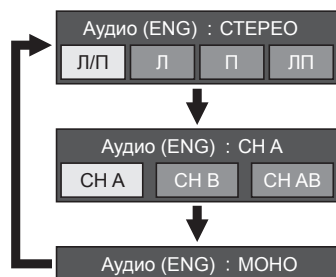 Аудио (ENG) : СТЕРЕО
Л/П Л П ЛП
Аудио (ENG) : CH A
CH A CH B CH AB
Аудио (ENG) : МОНО